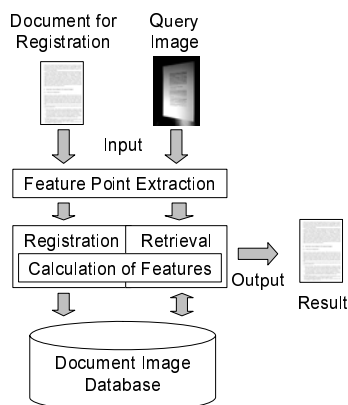 Document for
Registration
Query
Image
Input
Feature Point Extraction
Registration
Retrieval
Calculation of Features
Output
Result
Document Image
Database